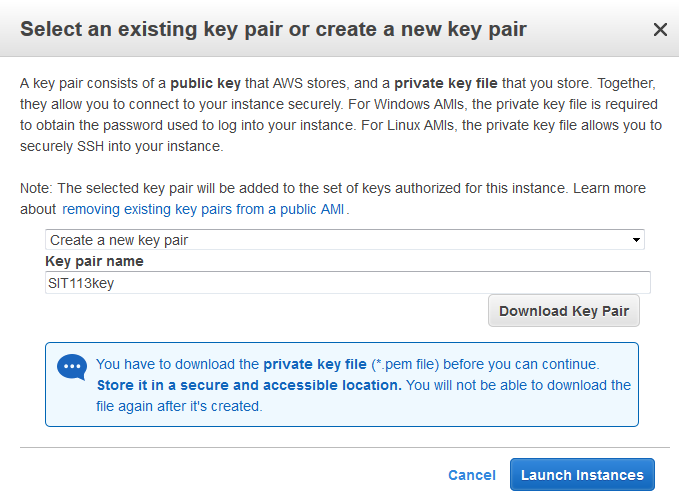 Select an existing key pair or create a new key pair
A key pair consists of a public key that AWS stores, and a private key file that you store. Together,
they allow you to connect to your instance securely. For Windows AMIs, the private key file is required
to obtain the password used to log into your instance. For Linux AMIs, the private key file allows you to
securely SSH into your instance.
Note: The selected key pair will be added to the set of keys authorized for this instance. Learn more
about removing existing key pairs from a public AMI.
Create a new key pair
Key pair name
SIT113key
Download Key Pair
You have to download the private key file (*.pem file) before you can continue.
Store it in a secure and accessible location. You will not be able to download the
file again after it's created.
Cancel Launch Instances